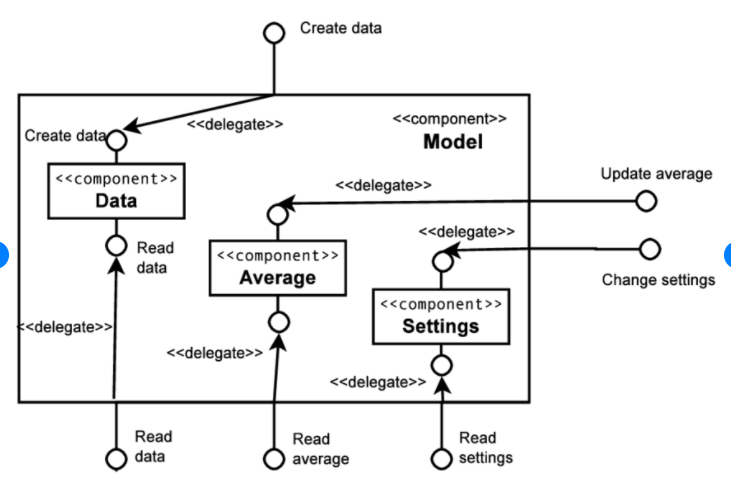 Create data
<<delegate>>
<<component>>
Model
Create data
<<component>>
Data
Read
data
<<delegate>>
<<delegate>>
Update average
<<component>>
Average
<<delegate>>
<<delegate>>
Change settings
<<component>>
Settings
<<delegate>>
Read
data
Read
average
Read
settings